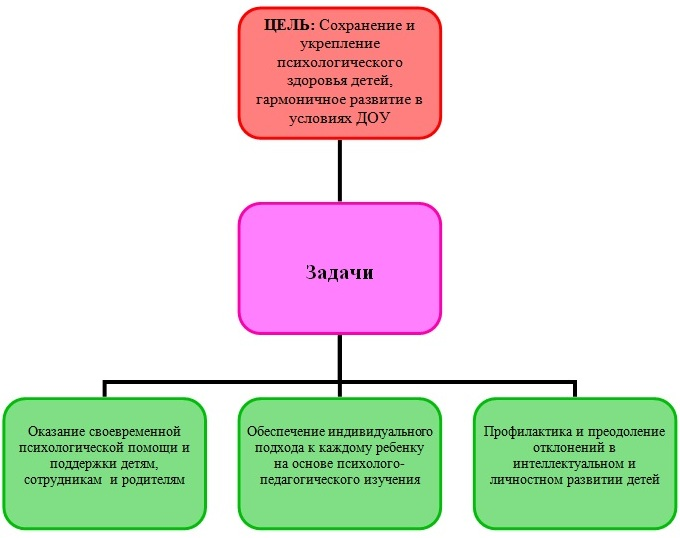 ЦЕЛЬ: Сохранение и
укрепление
психологического
здоровья детей,
гармоничное развитие в
условиях ДОУ
Задачи
Оказание своевременной
психологической помощи и
поддержки детям,
сотрудникам и родителям
Обеспечение индивидуального
подхода к каждому ребенку
на основе психолого-
педагогического изучения
Профилактика и преодоление
отклонений в
интеллектуальном и
личностном развитии детей